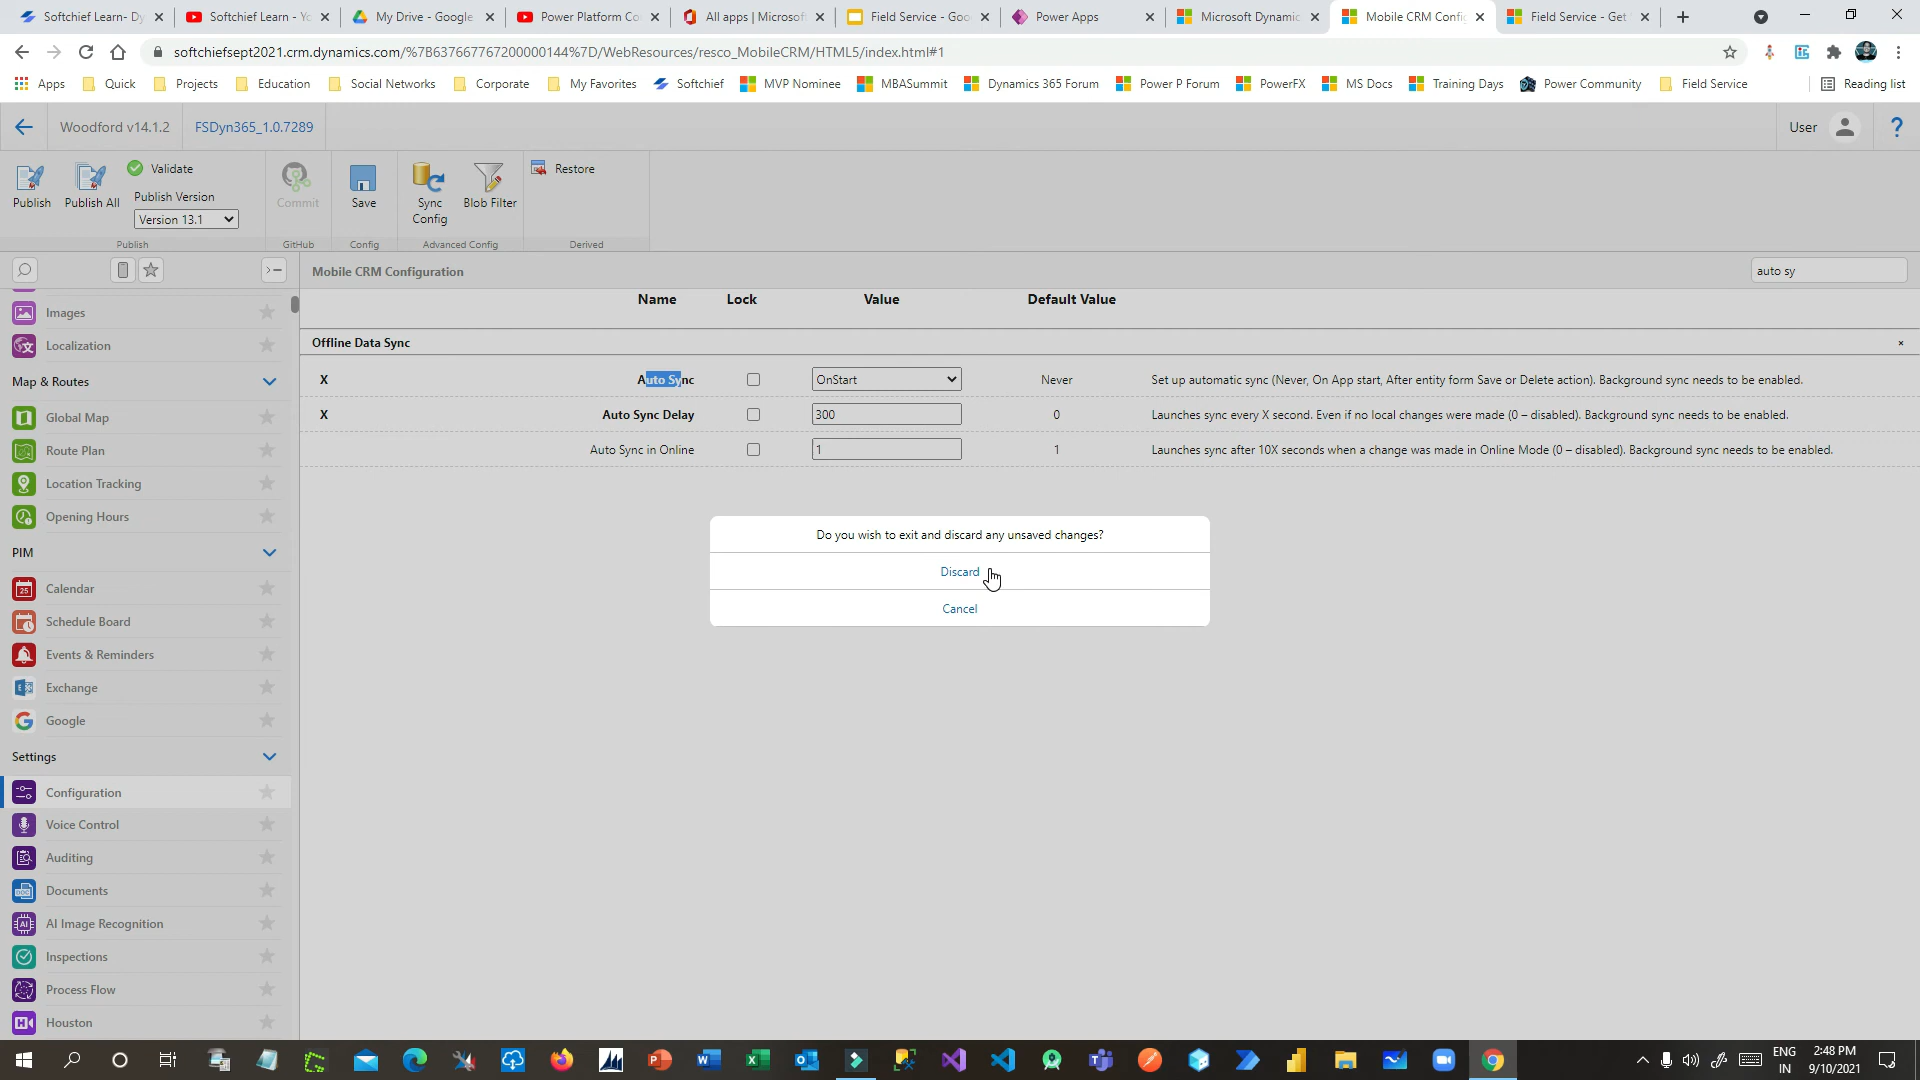 Softchief Learn- Dy
Softchief Learn - Yo
My Drive - Google
Power Platform Co
All apps | Microsof
Field Service - Goo
Power Apps
Microsoft Dynamic
Mobile CRM Config
Field Service - Get
softchiefsept2021.crm.dynamics.com/%7B637667767200000144%7D/WebResources/resco_MobileCRM/HTML5/index.html#1
Apps
Quick
Projects
Education
Social Networks
Corporate
My Favorites
Softchief
MVP Nominee
MBASummit
Dynamics 365 Forum
Power P Forum
PowerFX
MS Docs
Training Days
Power Community
Field Service
Reading list
Woodford v14.1.2
FSDyn365_1.0.7289
User
?
Publish
Publish All
Validate
Publish Version
Version 13.1
Commit
Save
Sync Config
Blob Filter
Restore
Publish
GitHub
Config
Advanced Config
Derived
Mobile CRM Configuration
auto sy
Name
Lock
Value
Default Value
Offline Data Sync
X Auto Sync OnStart Never Set up automatic sync (Never, On App start, After entity form Save or Delete action). Background sync needs to be enabled.
X Auto Sync Delay 300 0 Launches sync every X second. Even if no local changes were made (0 – disabled). Background sync needs to be enabled.
Auto Sync in Online 1 1 Launches sync after 10X seconds when a change was made in Online Mode (0 – disabled). Background sync needs to be enabled.
Do you wish to exit and discard any unsaved changes?
Discard
Cancel
Images
Localization
Map & Routes
Global Map
Route Plan
Location Tracking
Opening Hours
PIM
Calendar
Schedule Board
Events & Reminders
Exchange
Google
Settings
Configuration
Voice Control
Auditing
Documents
AI Image Recognition
Inspections
Process Flow
Houston
ENG
IN
2:48 PM
9/10/2021